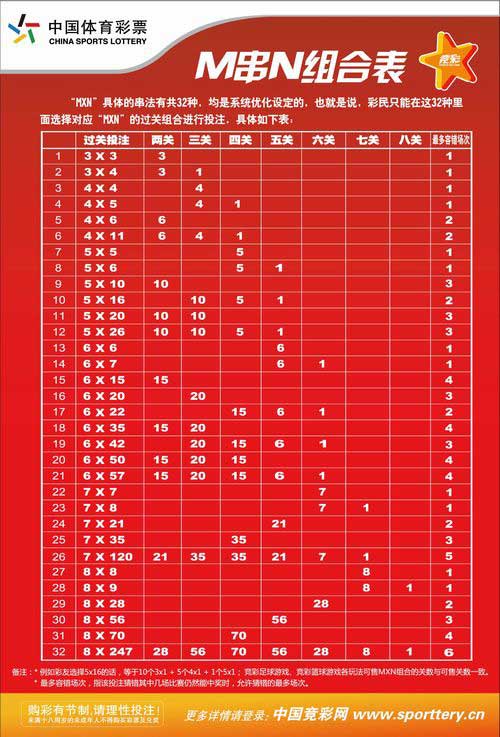 中国体育彩票
CHINA SPORTS LOTTERY
M串N组合表
竞彩
“MXN”具体的串法有共32种，均是系统优化设定的，也就是说，彩民只能在这32种里
面选择对应“MXN”的过关组合进行投注，具体如下表：
过关投注 两关 三关 四关 五关 六关 七关 八关 最多容错场次
1 3 X 3 3 1
2 3 X 4 3 1 1
3 4 X 4 4 1
4 4 X 5 4 1 1
5 4 X 6 6 2
6 4 X 11 6 4 1 2
7 5 X 5 5 1
8 5 X 6 5 1 1
9 5 X 10 10 3
10 5 X 16 10 5 1 2
11 5 X 20 10 10 3
12 5 X 26 10 10 5 1 3
13 6 X 6 6 1
14 6 X 7 6 1 1
15 6 X 15 15 4
16 6 X 20 20 3
17 6 X 22 15 6 1 2
18 6 X 35 15 20 4
19 6 X 42 20 15 6 1 3
20 6 X 50 15 20 15 4
21 6 X 57 15 20 15 6 1 4
22 7 X 7 7 1
23 7 X 8 7 1 1
24 7 X 21 21 2
25 7 X 35 35 3
26 7 X 120 21 35 35 21 7 1 5
27 8 X 8 8 1
28 8 X 9 8 1 1
29 8 X 28 28 2
30 8 X 56 56 3
31 8 X 70 70 4
32 8 X 247 28 56 70 56 28 8 1 6
备注：* 例如彩友选择5x16的话，等于10个3x1 + 5个4x1 + 1个5x1；竞彩足球游戏、竞彩篮球游戏各玩法可售MXN组合的关数与可售关数一致。
* 最多容错场次，指该投注猜错其中几场比赛仍然能中奖时，允许猜错的最多场次。
购彩有节制，请理性投注！
未满十八周岁的未成年人不得购买彩票及兑奖
更多详情请登录：中国竞彩网 www.sporttery.cn